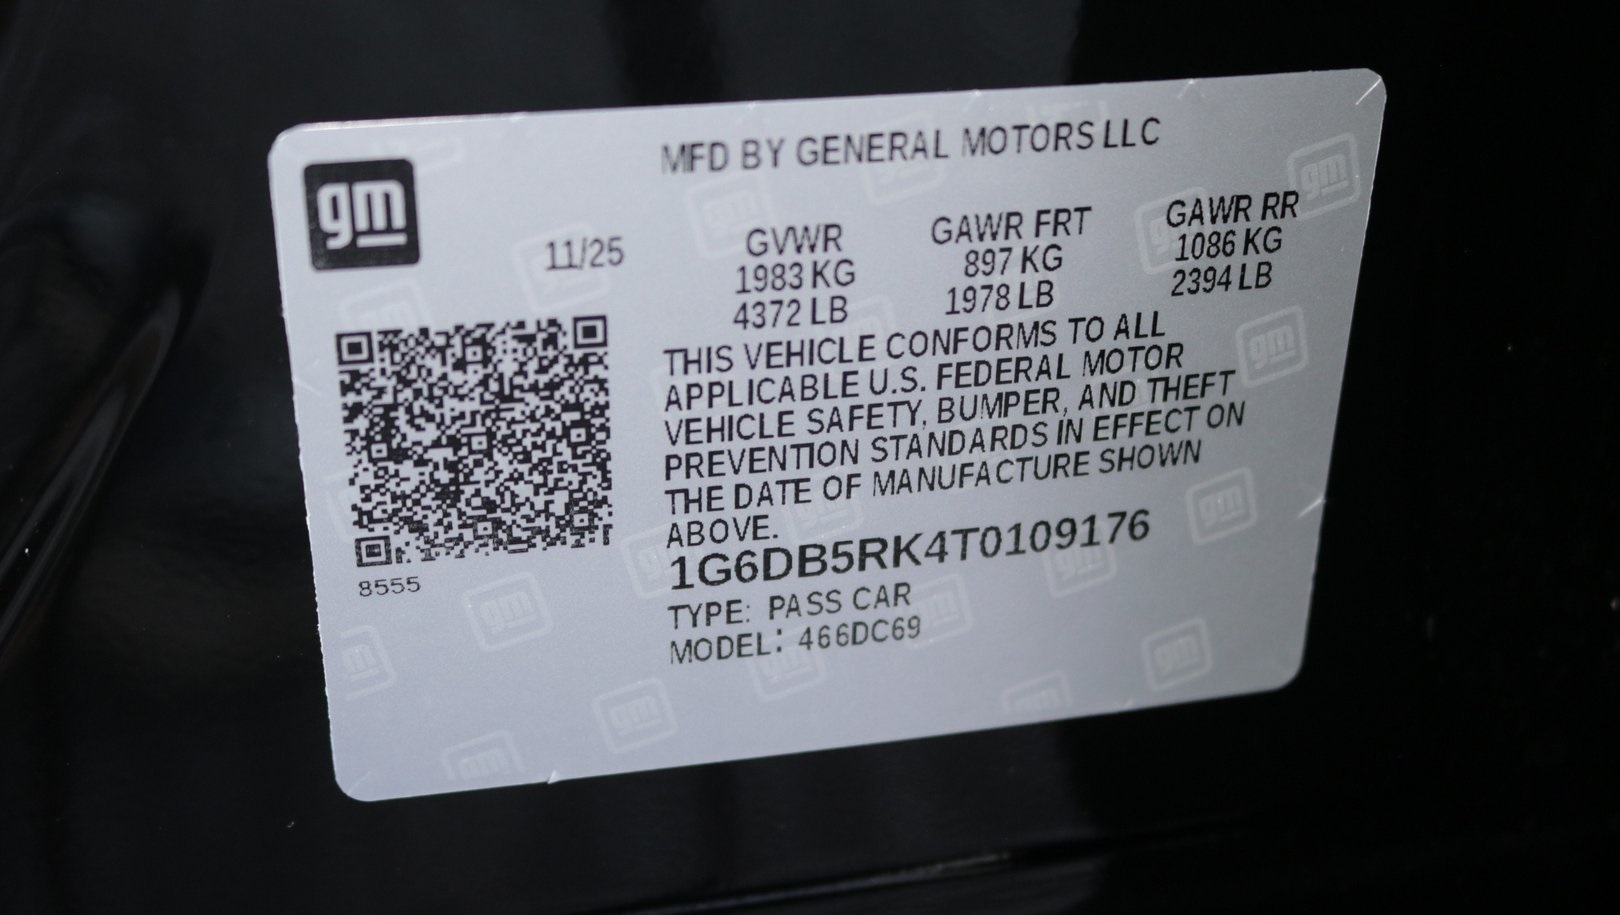 gm
MFD BY GENERAL MOTORS LLC
11/25
GVWR GAWR FRT GAWR RR
1983 KG 897 KG 1086 KG
4372 LB 1978 LB 2394 LB
THIS VEHICLE CONFORMS TO ALL
APPLICABLE U.S. FEDERAL MOTOR
VEHICLE SAFETY, BUMPER, AND THEFT
PREVENTION STANDARDS IN EFFECT ON
THE DATE OF MANUFACTURE SHOWN
ABOVE.
1G6DB5RK4T0109176
8555
TYPE: PASS CAR
MODEL: 466DC69